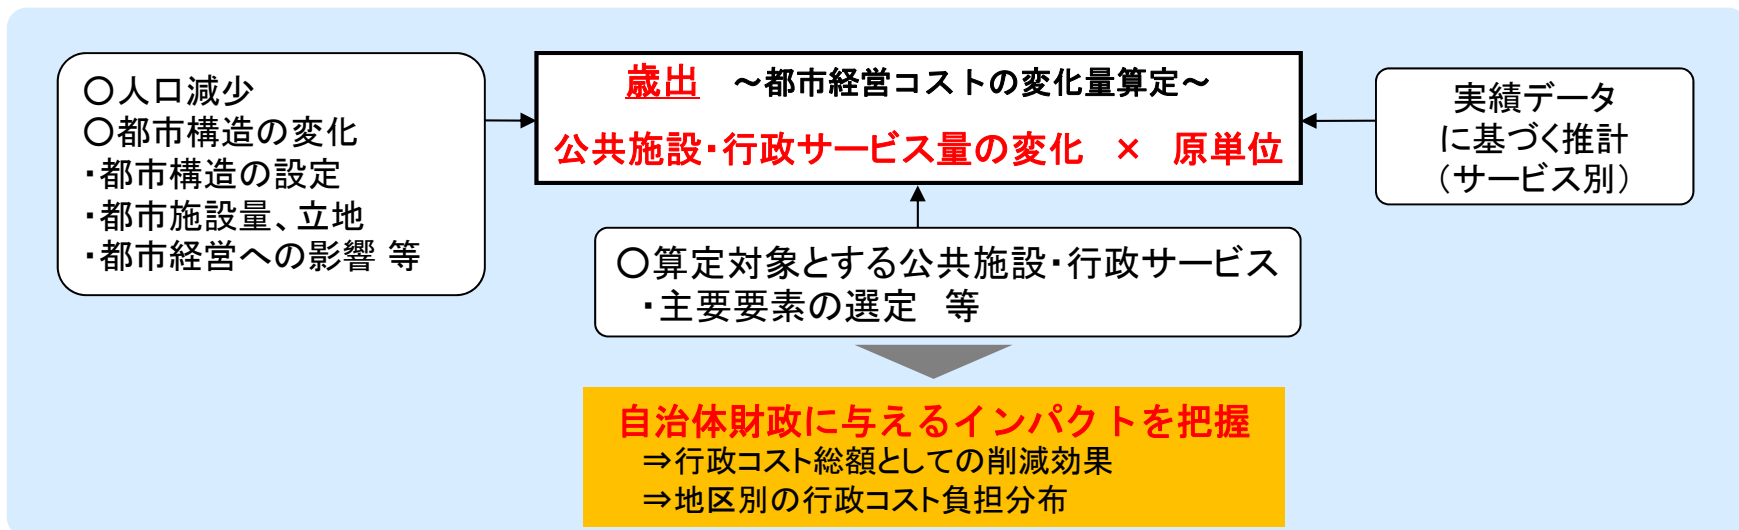 〇人口減少
〇都市構造の変化
・都市構造の設定
・都市施設量、立地
・都市経営への影響 等
歳出　～都市経営コストの変化量算定～
公共施設・行政サービス量の変化　×　原単位
実績データ
に基づく推計
（サービス別）
〇算定対象とする公共施設・行政サービス
・主要要素の選定　等
自治体財政に与えるインパクトを把握
⇒行政コスト総額としての削減効果
⇒地区別の行政コスト負担分布